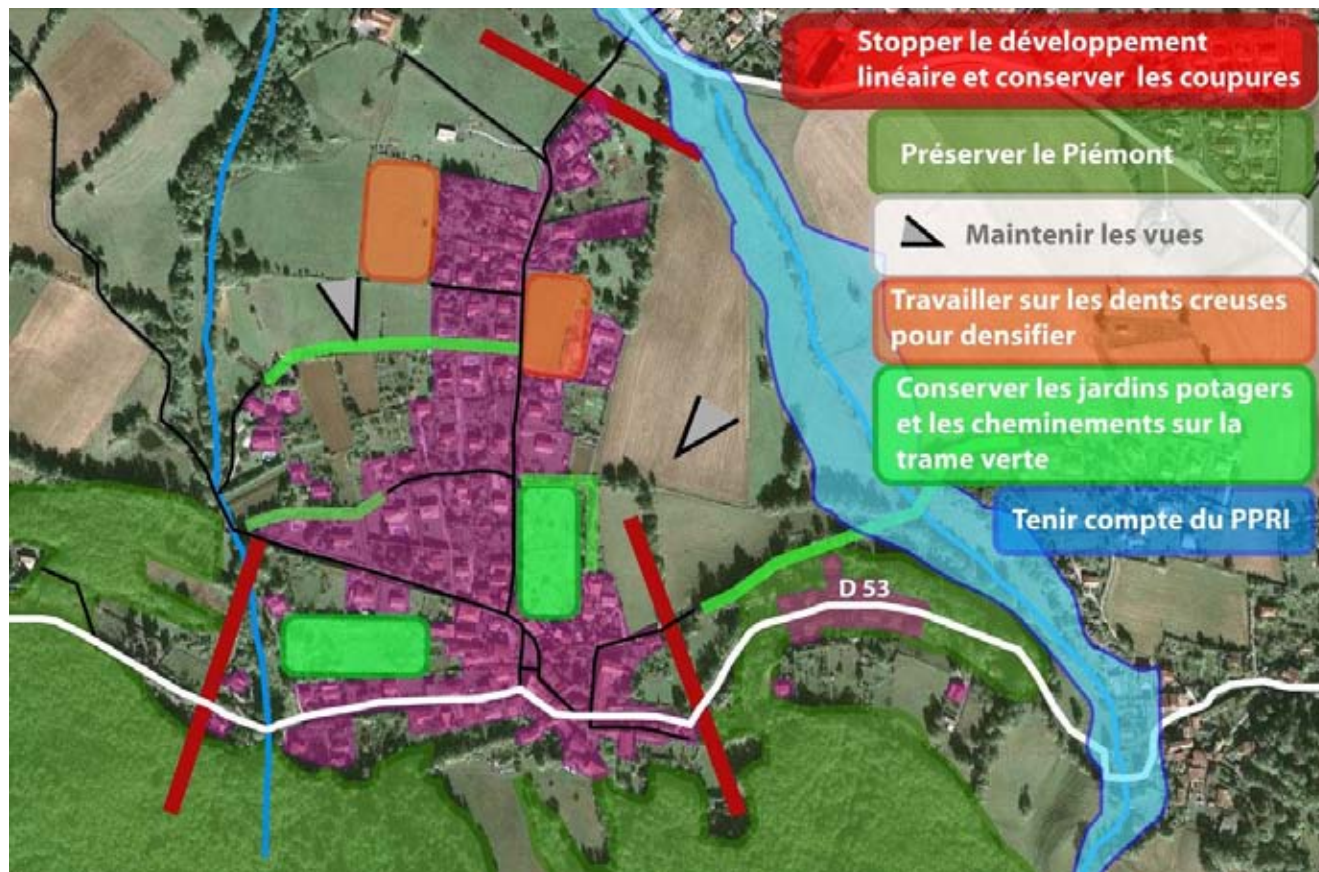 Stopper le développement
linéaire et conserver les coupures
Préserver le Piémont
Maintenir les vues
Travailler sur les dents creuses
pour densifier
Conserver les jardins potagers
et les cheminements sur la
trame verte
Tenir compte du PPRI
D 53